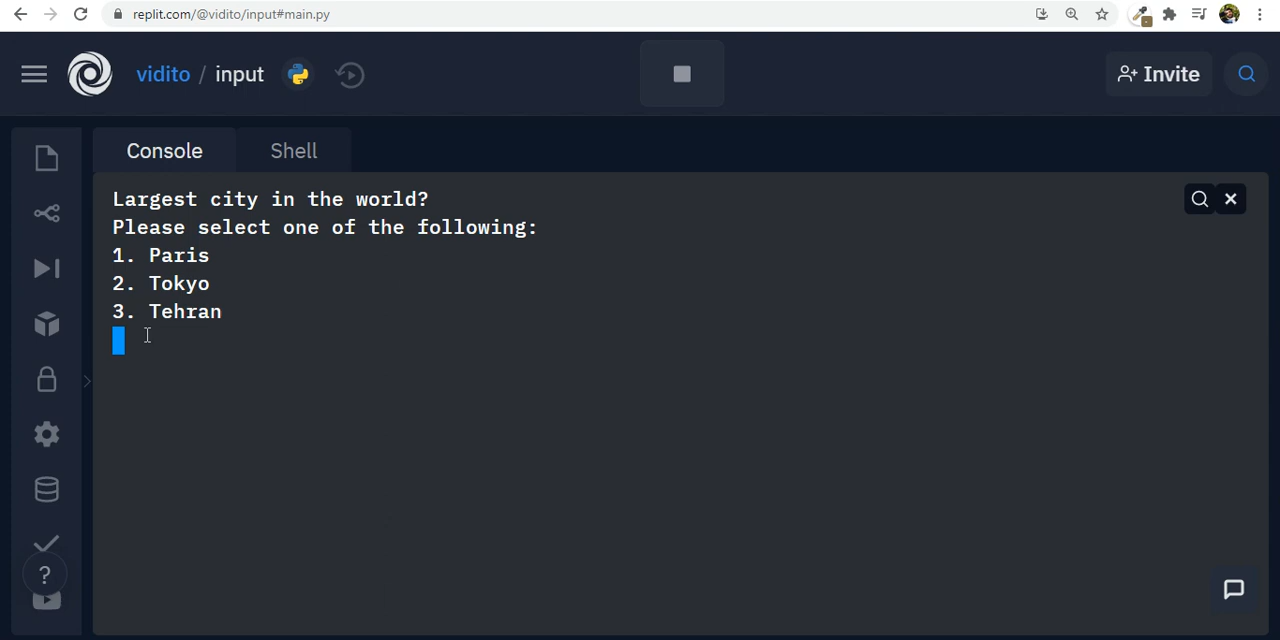 replit.com/@vidito/input#main.py
vidito / input
Invite
Console
Shell
Largest city in the world?
Please select one of the following:
1. Paris
2. Tokyo
3. Tehran
?